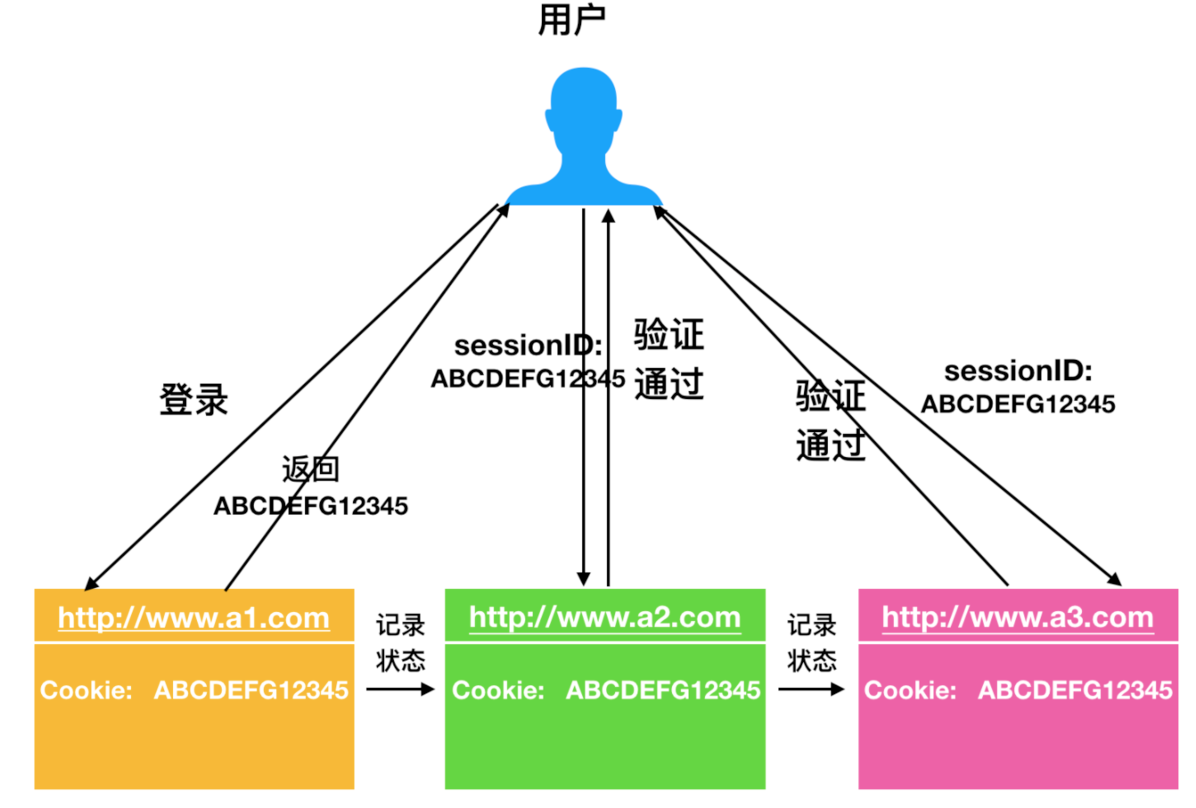 用户
登录
返回
ABCDEFG12345
sessionID:
ABCDEFG12345
验证
通过
验证
通过
sessionID:
ABCDEFG12345
http://www.a1.com
Cookie: ABCDEFG12345
记录
状态
http://www.a2.com
Cookie: ABCDEFG12345
记录
状态
http://www.a3.com
Cookie: ABCDEFG12345